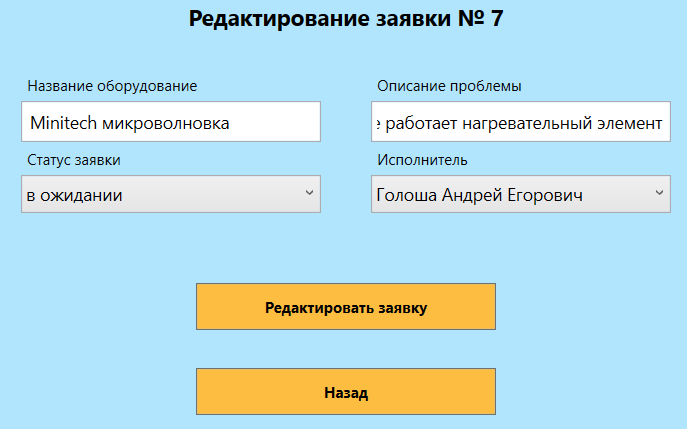 Редактирование заявки № 7
Название оборудование
Описание проблемы
Minitech микроволновка
е работает нагревательный элемент
Статус заявки
Исполнитель
в ожидании
Голоша Андрей Егорович
Редактировать заявку
Назад